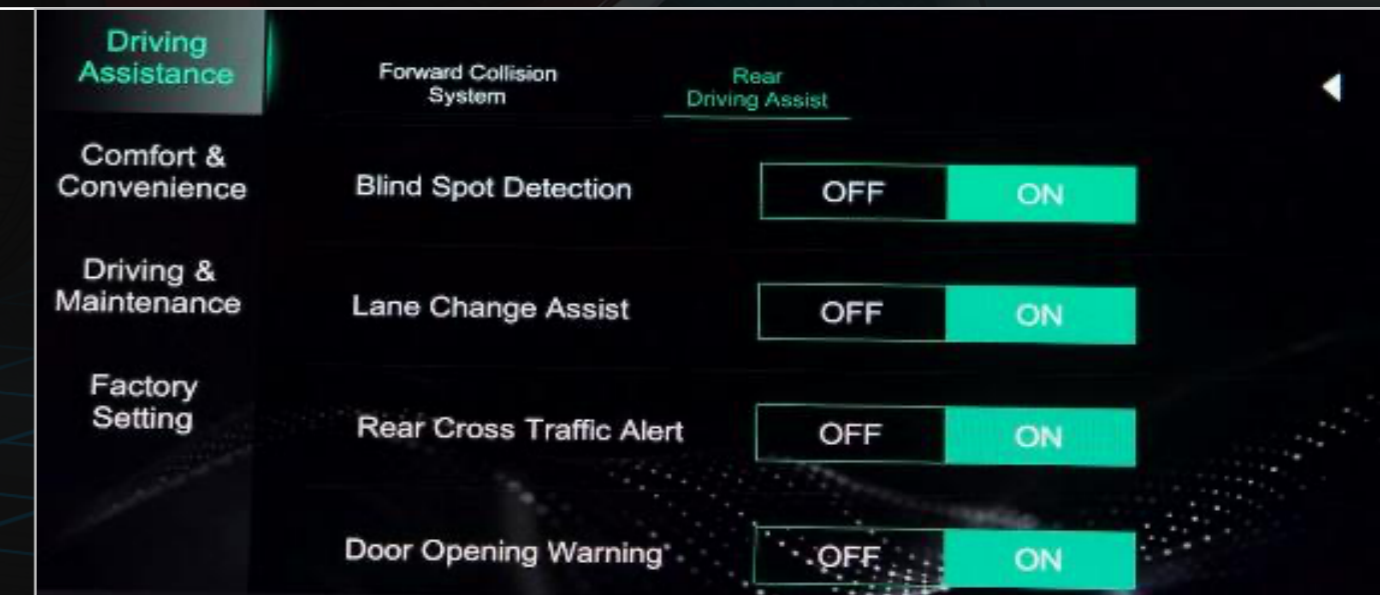 Driving
Assistance
Forward Collision
System
Rear
Driving Assist
Comfort &
Convenience
Blind Spot Detection
OFF
ON
Driving &
Maintenance
Lane Change Assist
OFF
ON
Factory
Setting
Rear Cross Traffic Alert
OFF
ON
Door Opening Warning
OFF
ON